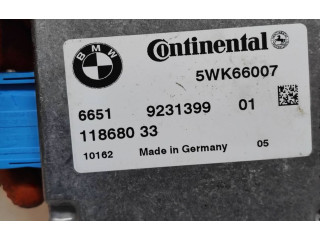 BMW Continental
5WK66007
6651 9231399 01
118680 33
10162 Made in Germany 05